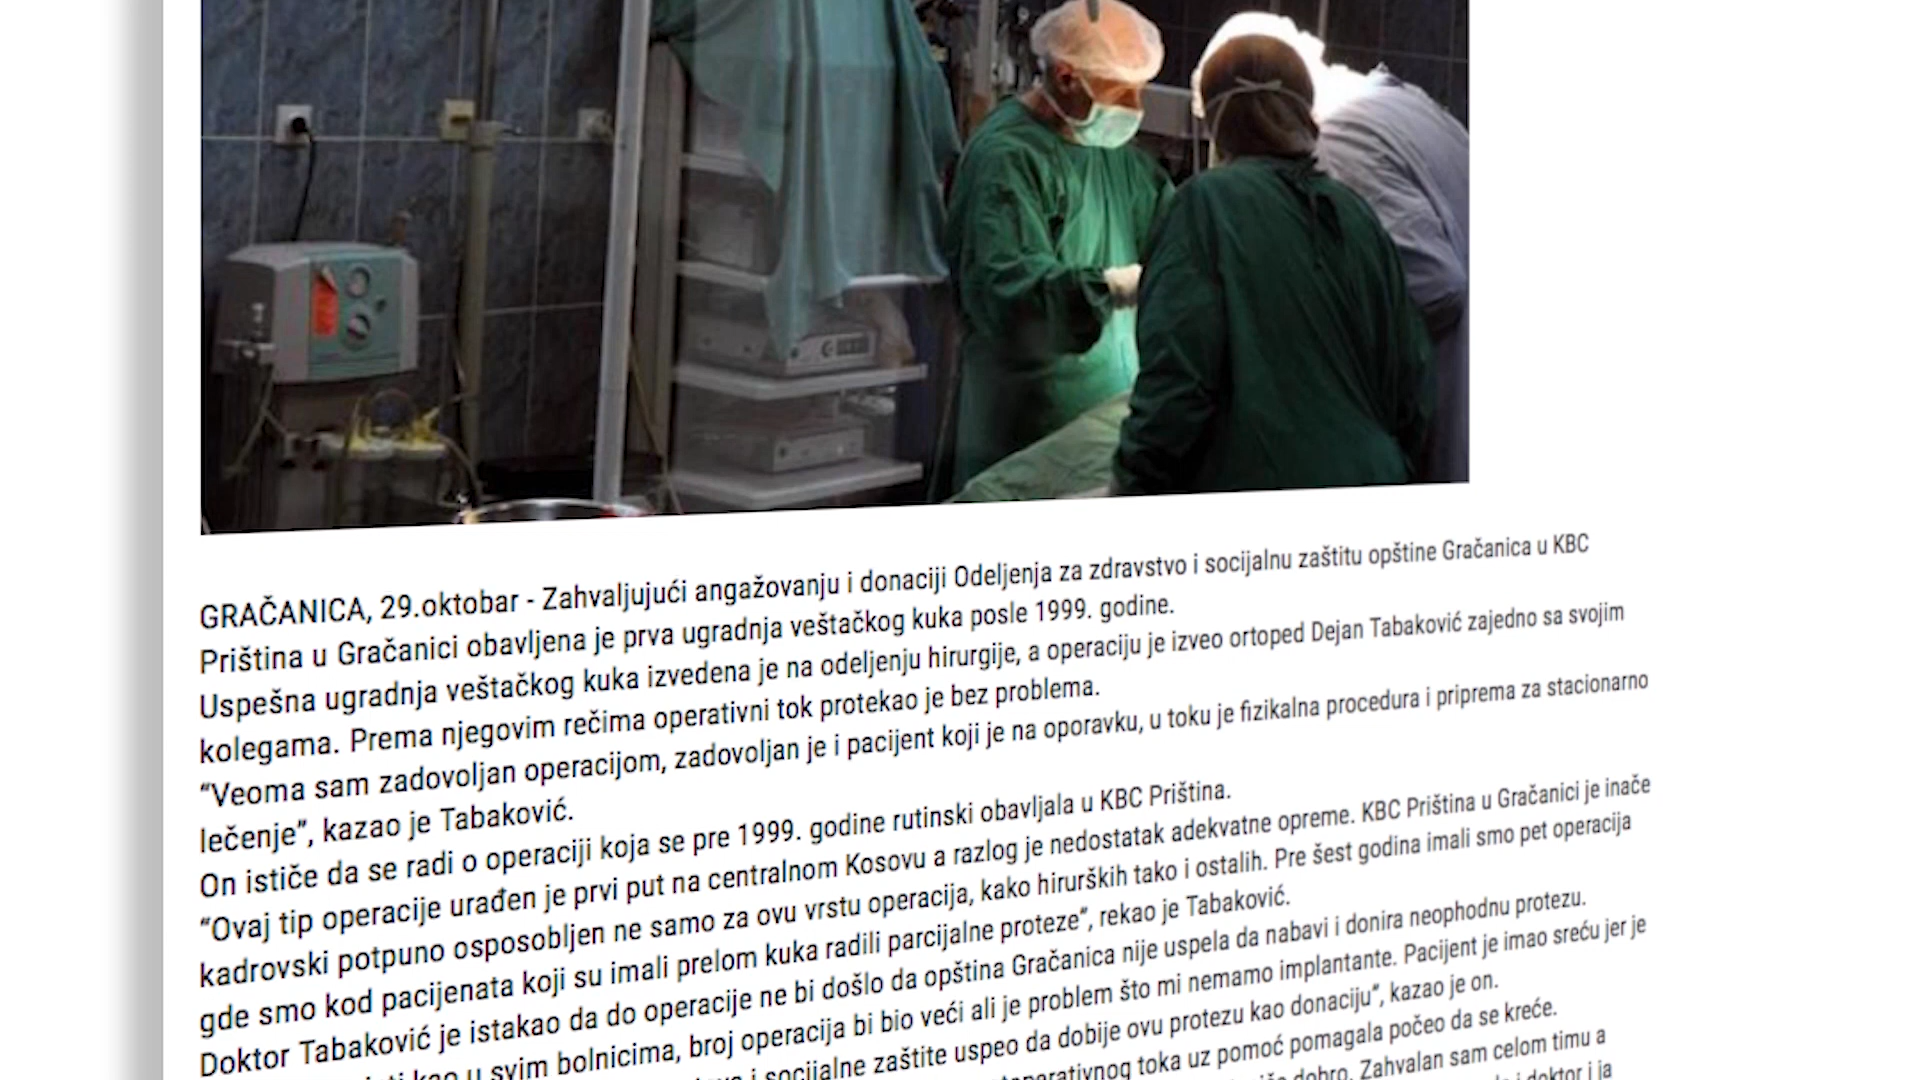 GRAČANICA, 29.oktobar - Zahvaljujući angažovanju i donaciji Odeljenja za zdravstvo i socijalnu zaštitu opštine Gračanica u KBC
Priština u Gračanici obavljena je prva ugradnja veštačkog kuka posle 1999. godine.
Uspešna ugradnja veštačkog kuka izvedena je na odeljenju hirurgije, a operaciju je izveo ortoped Dejan Tabaković zajedno sa svojim
kolegama. Prema njegovim rečima operativni tok protekao je bez problema.
“Veoma sam zadovoljan operacijom, zadovoljan je i pacijent koji je na oporavku, u toku je fizikalna procedura i priprema za stacionarno
lečenje”, kazao je Tabaković.
On ističe da se radi o operaciji koja se pre 1999. godine rutinski obavljala u KBC Priština.
“Ovaj tip operacije urađen je prvi put na centralnom Kosovu a razlog je nedostatak adekvatne opreme. KBC Priština u Gračanici je inače
kadrovski potpuno osposobljen ne samo za ovu vrstu operacija, kako hirurških tako i ostalih. Pre šest godina imali smo pet operacija
gde smo kod pacijenata koji su imali prelom kuka radili parcijalne proteze”, rekao je Tabaković.
Doktor Tabaković je istakao da do operacije ne bi došlo da opština Gračanica nije uspela da nabavi i donira neophodnu protezu.
kao u svim bolnicima, broj operacija bi bio veći ali je problem što mi nemamo implantante. Pacijent je imao sreću jer je
i socijalne zaštite uspeo da dobije ovu protezu kao donaciju”, kazao je on.
toka uz pomoć pomagala počeo da se kreće.
dobro. Zahvalan sam celom timu a
i doktor i ja